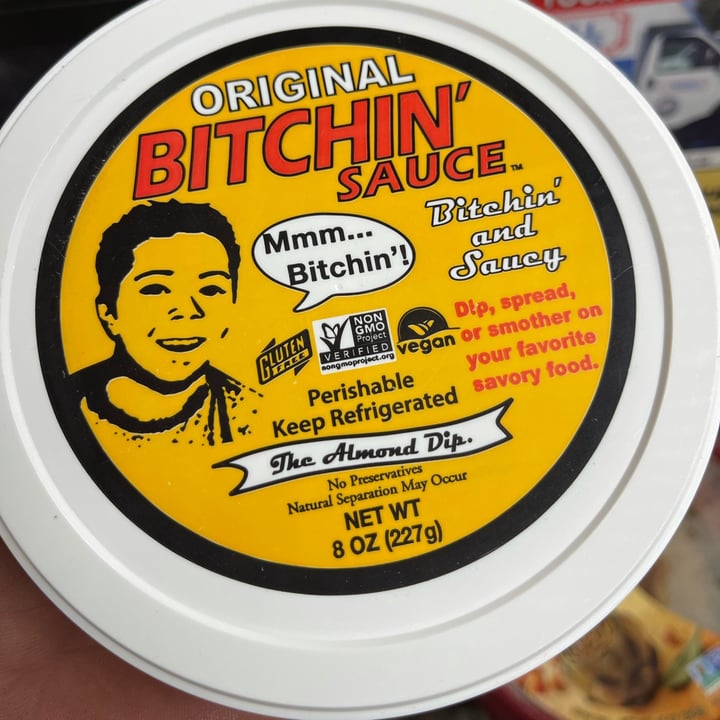 ORIGINAL
BITCHIN'
SAUCE™
Bitchin'
and
Saucy
Mmm...
Bitchin'!
Dip, spread,
or smother on
your favorite
savory food.
GLUTEN
FREE
NON
GMO
Project
VERIFIED
nongmoproject.org
vegan
Perishable
Keep Refrigerated
The Almond Dip.
No Preservatives
Natural Separation May Occur
NET WT
8 OZ (227g)